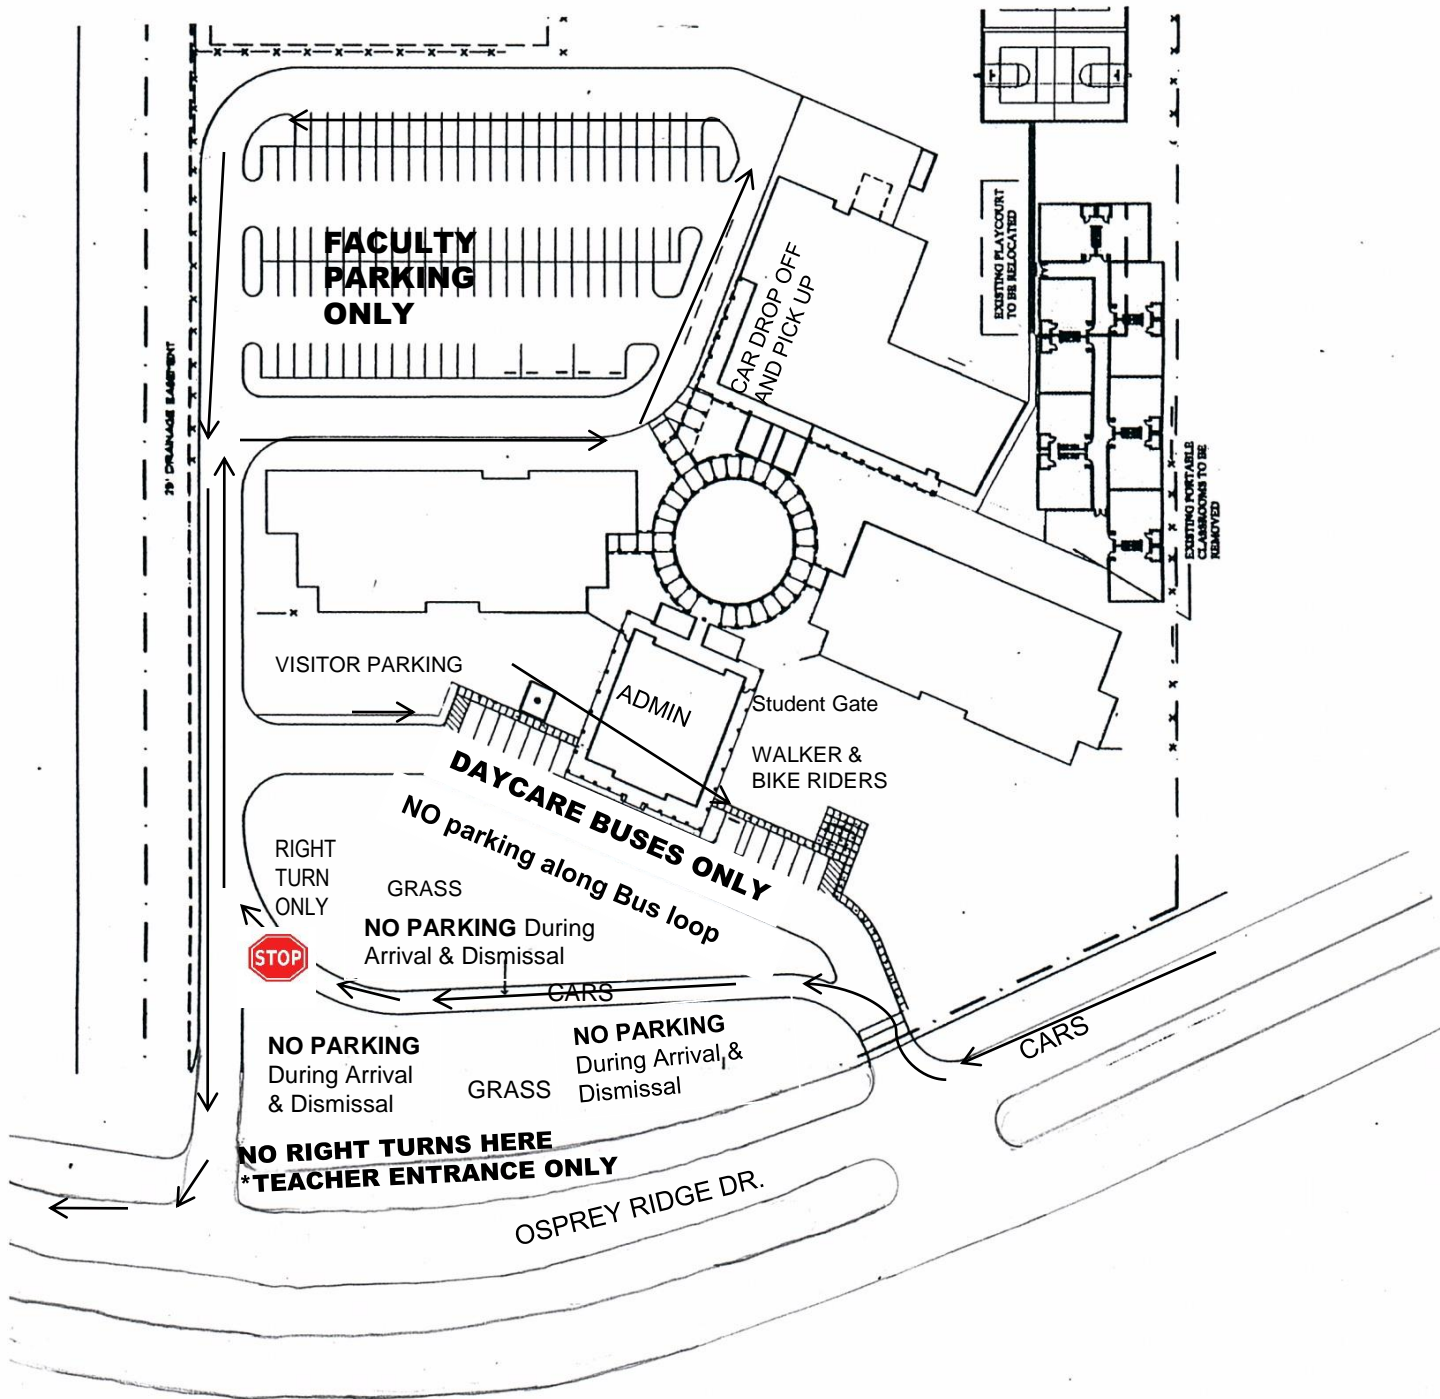 FACULTY
PARKING
ONLY
EXISTING PLAYCOURT
TO BE RELOCATED
CAR DROP OFF
AND PICK UP
29' DRAINAGE EASEMENT
EXISTING PORTABLE
CLASSROOMS TO BE
REMOVED
VISITOR PARKING
ADMIN
Student Gate
WALKER &
BIKE RIDERS
DAYCARE BUSES ONLY
NO parking along Bus loop
RIGHT
TURN
ONLY
GRASS
NO PARKING During
Arrival & Dismissal
STOP
CARS
CARS
NO PARKING
During Arrival
& Dismissal
GRASS
NO PARKING
During Arrival &
Dismissal
NO RIGHT TURNS HERE
*TEACHER ENTRANCE ONLY
OSPREY RIDGE DR.